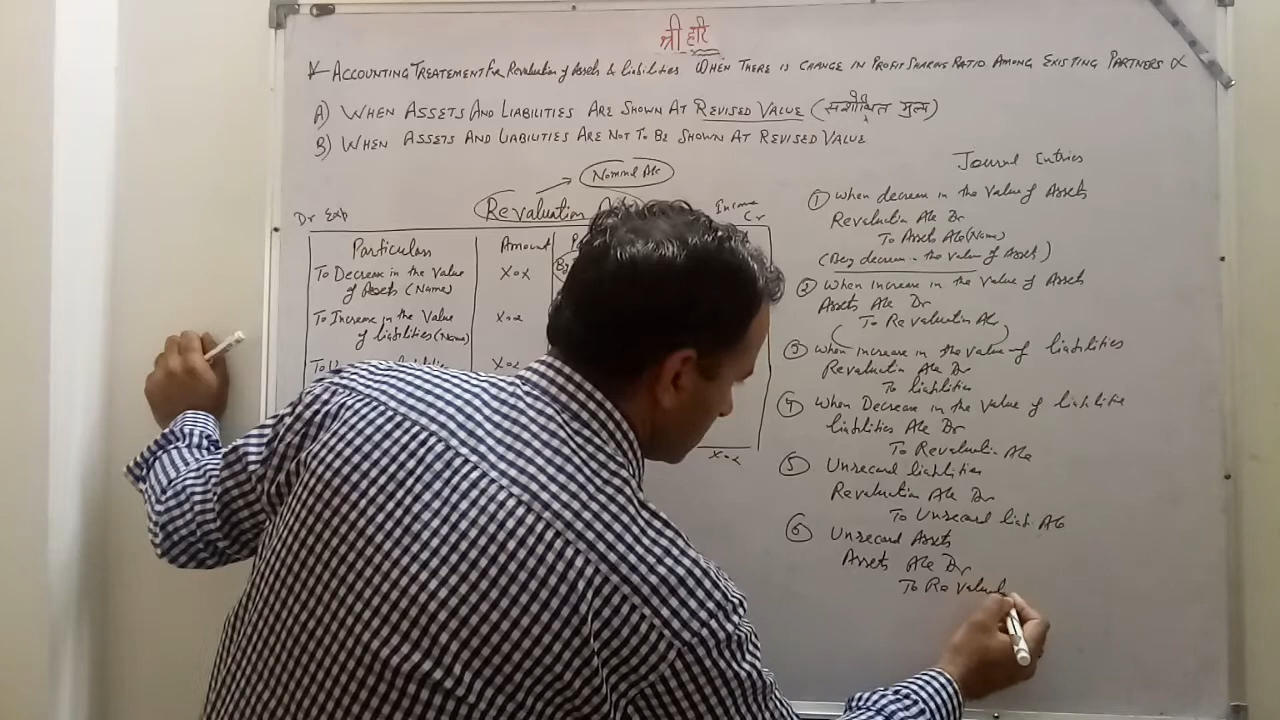 श्री हरि
ACCOUNTING TREATEMENT For Revaluation of Assets & liabilities WHEN THERE IS CHANGE IN PROFIT SHARING RATIO AMONG EXISTING PARTNERS
A) WHEN ASSETS AND LIABILITIES ARE SHOWN AT REVISED VALUE (संशोधित मुल्य)
B) WHEN ASSETS AND LIABILITIES ARE NOT TO BE SHOWN AT REVISED VALUE
Nominal A/c
Revaluation
Dr Exp
Income
Cr
Particulars
Amount
To Decrease in the Value
of Assets (Name)
X=x
By
To Increase in the Value
of liabilities (Name)
X=x
X=x
X=x
Journal Entries
① When decrease in the Value of Assets
Revaluation A/c Dr
To Assets A/c (Name)
(Being decrease in the value of Assets)
② When Increase in the Value of Assets
Assets A/c Dr
To Revaluation A/c
③ When Increase in the value of liabilities
Revaluation A/c Dr
To liabilities
④ When Decrease in the Value of liabilities
liabilities A/c Dr
To Revaluation A/c
⑤ Unrecord liabilities
Revaluation A/c Dr
To Unrecord liab. A/c
⑥ Unrecord Assets
Assets A/c Dr
To Revaluat